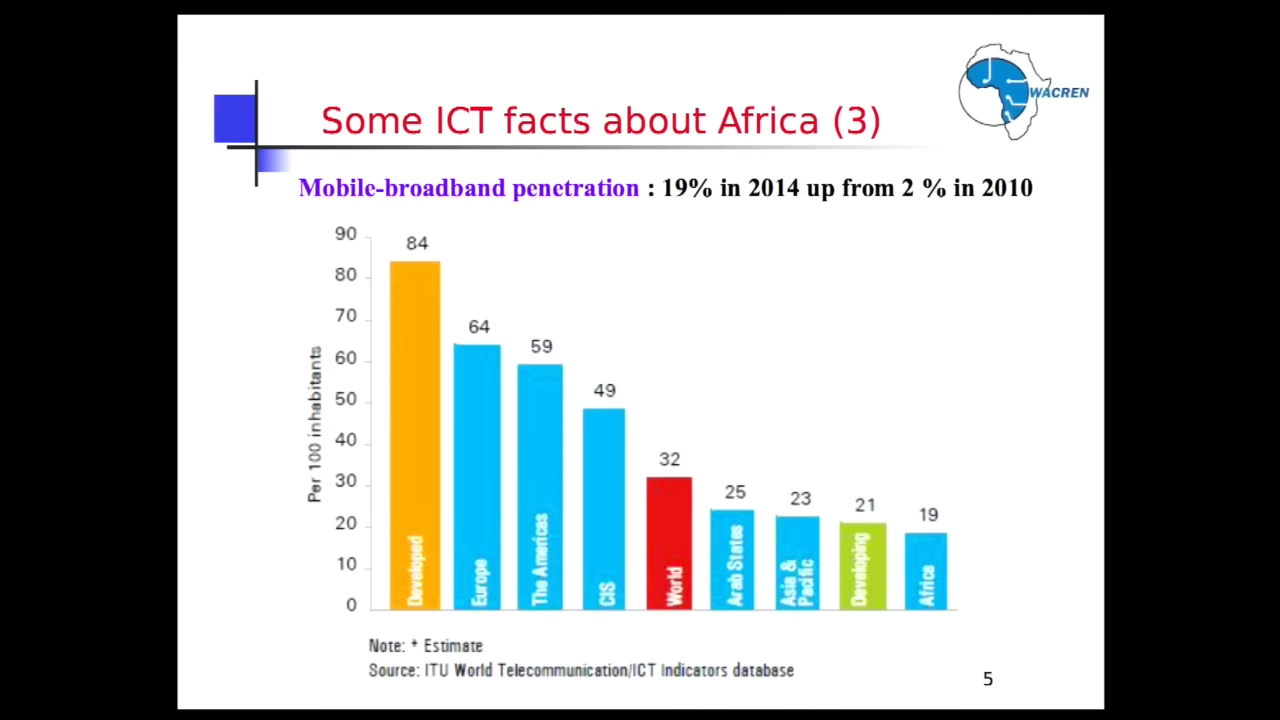 WACREN
Some ICT facts about Africa (3)
Mobile-broadband penetration : 19% in 2014 up from 2 % in 2010
Per 100 inhabitants
90
80
70
60
50
40
30
20
10
0
84
64
59
49
32
25
23
21
19
Developed
Europe
The Americas
CIS
World
Arab States
Asia &
Pacific
Developing
Africa
Note: * Estimate
Source: ITU World Telecommunication/ICT Indicators database
5